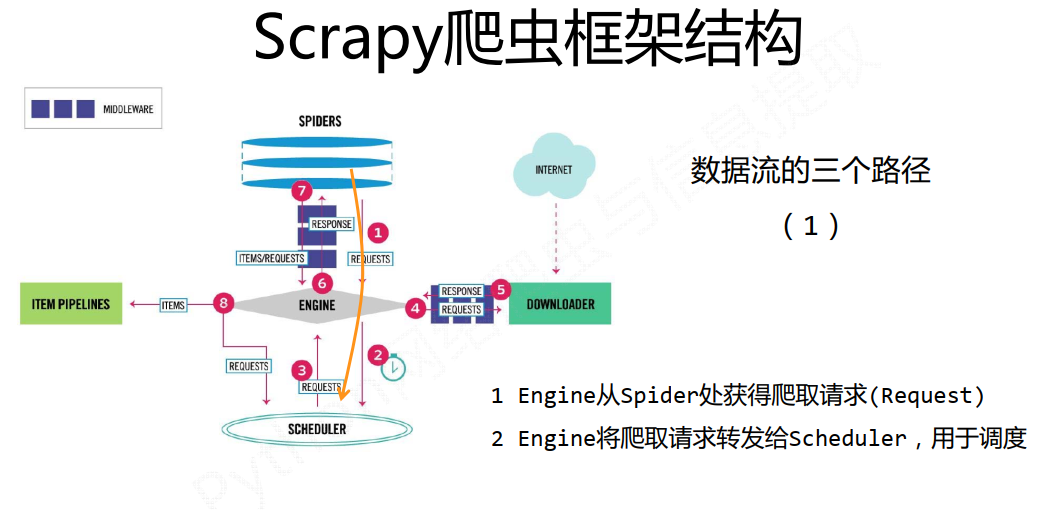 Scrapy爬虫框架结构
MIDDLEWARE
SPIDERS
INTERNET
数据流的三个路径
（1）
7
RESPONSE
1
ITEMS/REQUESTS
REQUESTS
6
ITEM PIPELINES
ITEMS
8
ENGINE
4
RESPONSE
5
REQUESTS
DOWNLOADER
REQUESTS
3
REQUESTS
2
SCHEDULER
1 Engine从Spider处获得爬取请求(Request)
2 Engine将爬取请求转发给Scheduler，用于调度